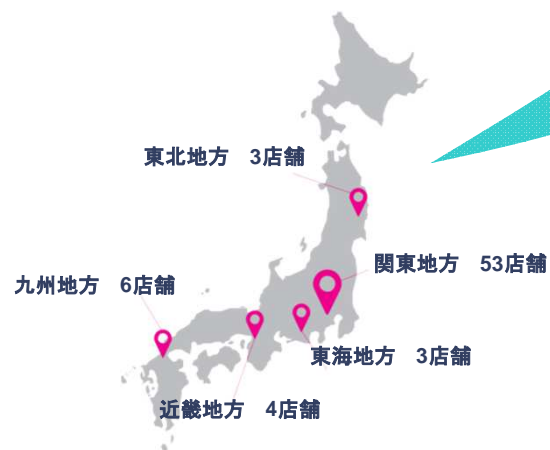 東北地方　3店舗
関東地方　53店舗
九州地方　6店舗
東海地方　3店舗
近畿地方　4店舗